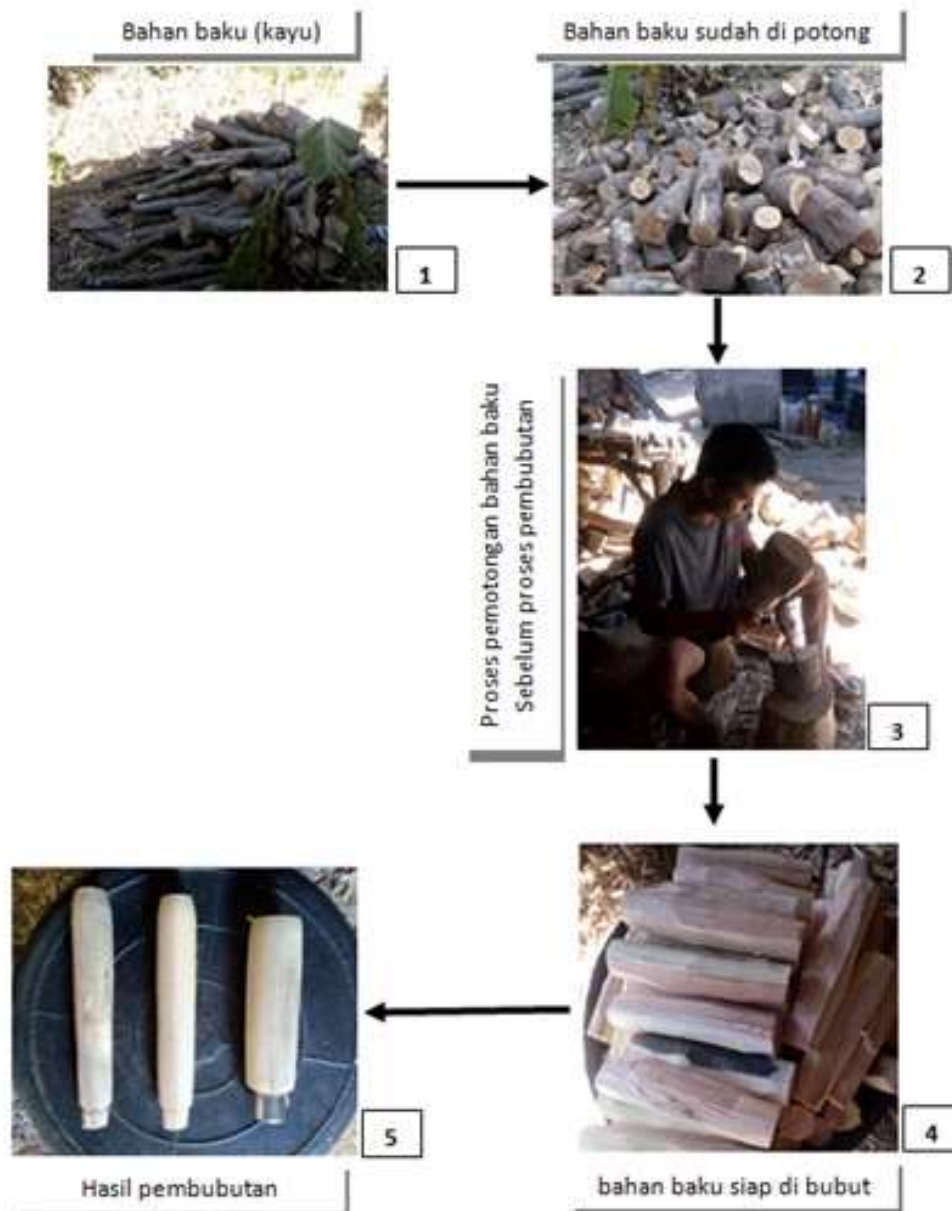 Bahan baku (kayu)
Bahan baku sudah di potong
1
2
Proses pemotongan bahan baku
Sebelum proses pembubutan
3
4
bahan baku siap di bubut
5
Hasil pembubutan